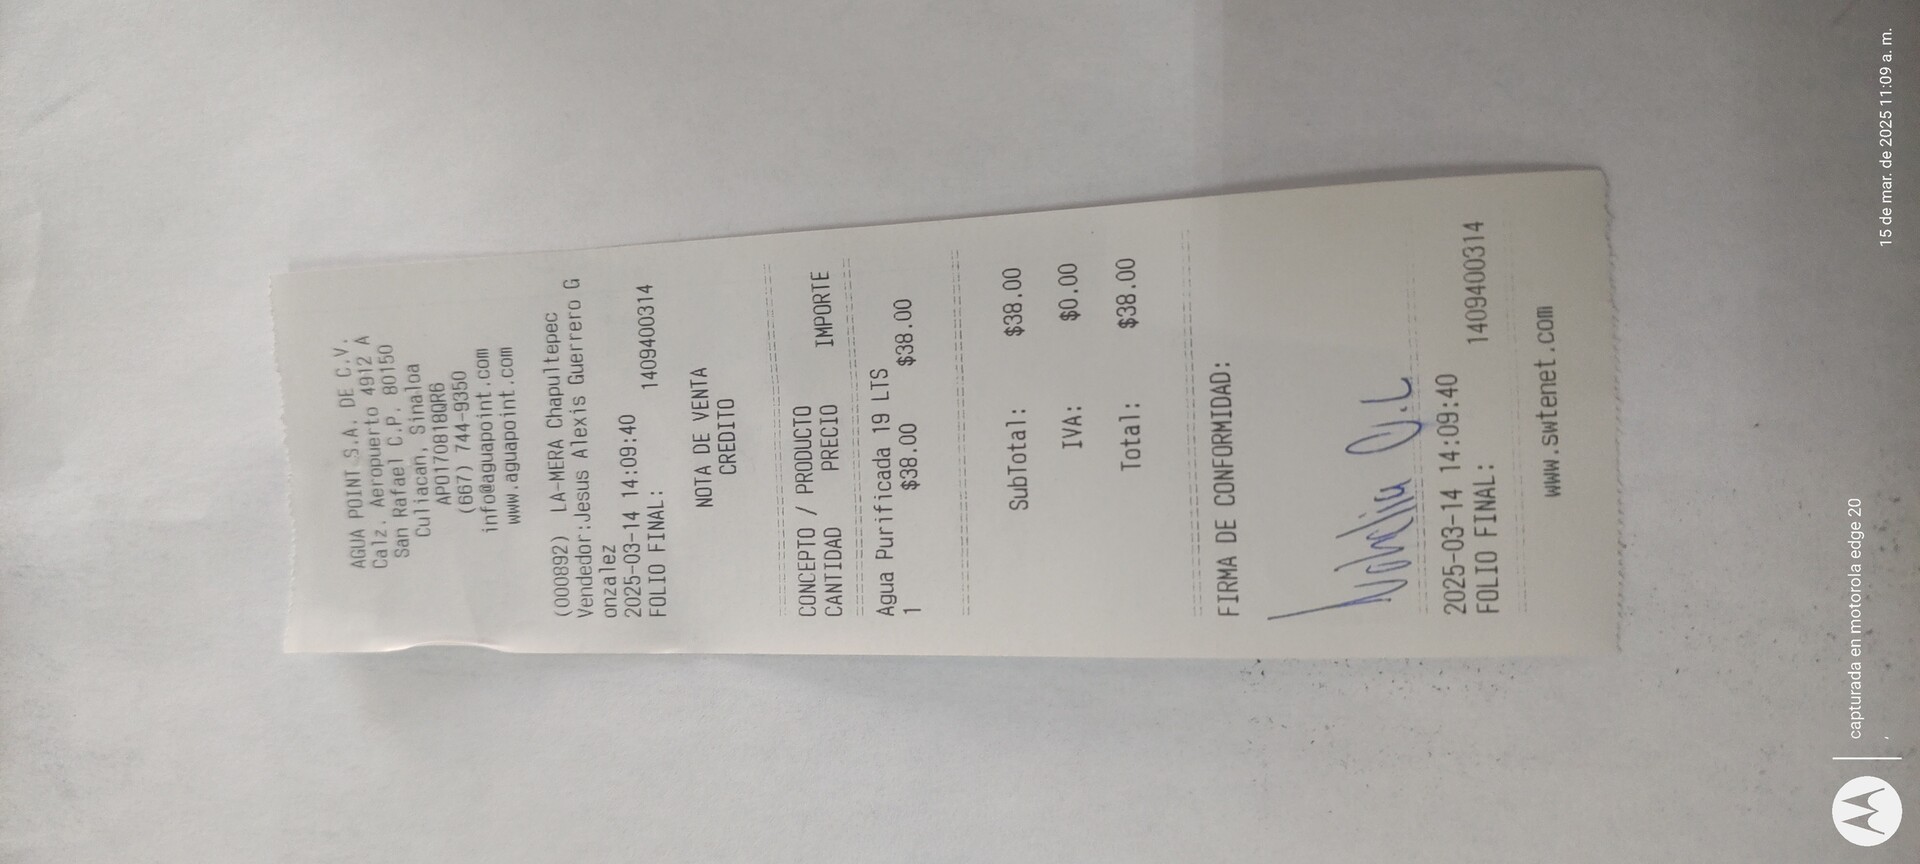 AGUA POINT S.A. DE C.V.
Calz. Aeropuerto 4912 A
San Rafael C.P. 80150
Culiacan, Sinaloa
APO170818QR6
(667) 744-9350
info@aguapoint.com
www.aguapoint.com
(000892) LA-MERA Chapultepec
Vendedor:Jesus Alexis Guerrero G
onzalez
2025-03-14 14:09:40
FOLIO FINAL: 1409400314
NOTA DE VENTA
CREDITO
CONCEPTO / PRODUCTO
CANTIDAD PRECIO IMPORTE
Agua Purificada 19 LTS
1 $38.00 $38.00
SubTotal: $38.00
IVA: $0.00
Total: $38.00
FIRMA DE CONFORMIDAD:
2025-03-14 14:09:40
FOLIO FINAL: 1409400314
www.swtenet.com
capturada en motorola edge 20
15 de mar. de 2025 11:09 a. m.